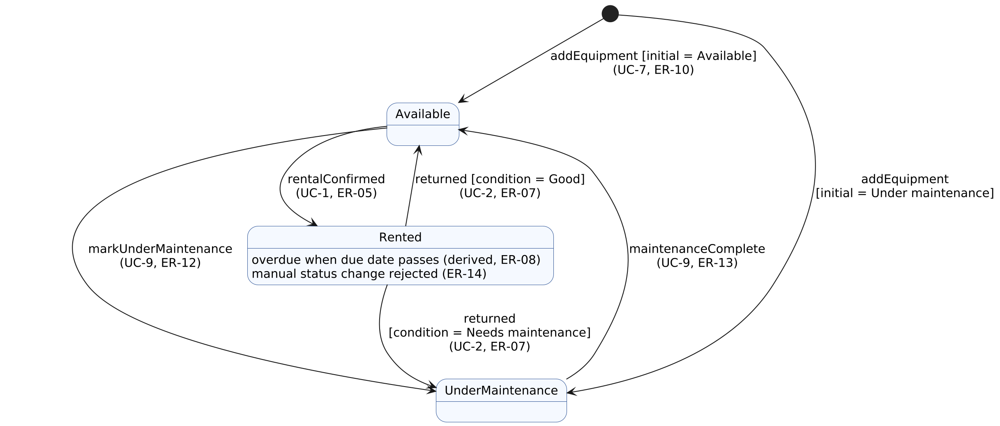 addEquipment [initial = Available]
(UC-7, ER-10)
Available
rentalConfirmed
(UC-1, ER-05)
returned [condition = Good]
(UC-2, ER-07)
addEquipment
[initial = Under maintenance]
Rented
overdue when due date passes (derived, ER-08)
manual status change rejected (ER-14)
markUnderMaintenance
(UC-9, ER-12)
maintenanceComplete
(UC-9, ER-13)
returned
[condition = Needs maintenance]
(UC-2, ER-07)
UnderMaintenance